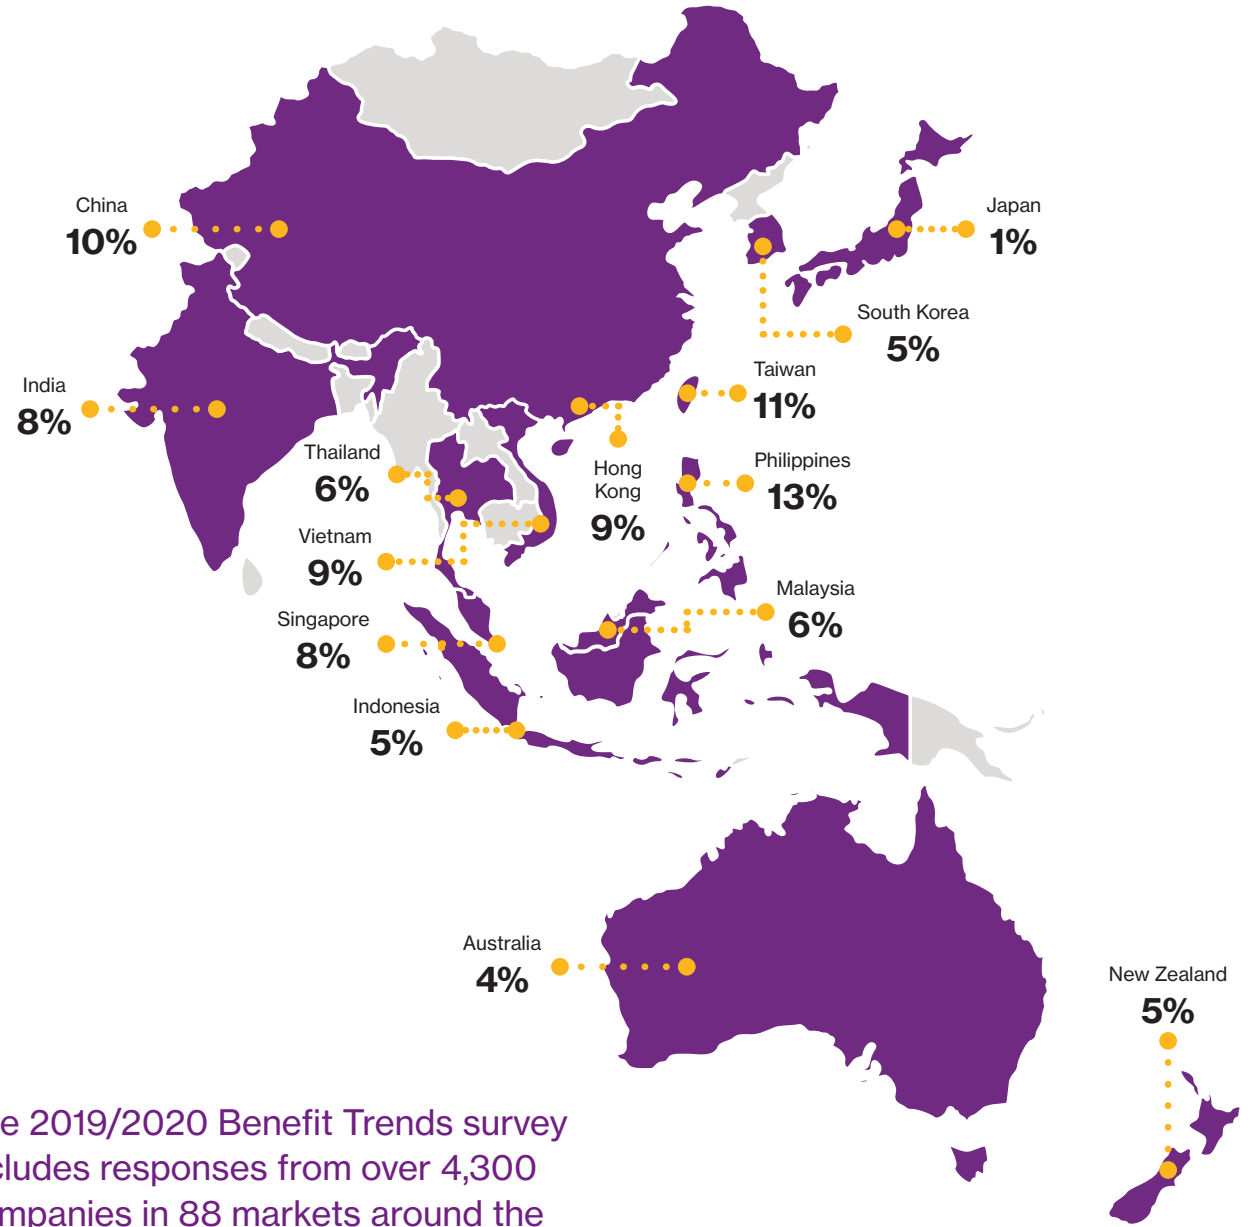 China
10%
Japan
1%
South Korea
5%
Taiwan
11%
India
8%
Thailand
6%
Hong
Kong
9%
Philippines
13%
Vietnam
9%
Malaysia
6%
Singapore
8%
Indonesia
5%
Australia
4%
New Zealand
5%
e 2019/2020 Benefit Trends survey
cludes responses from over 4,300
mpanies in 88 markets around the